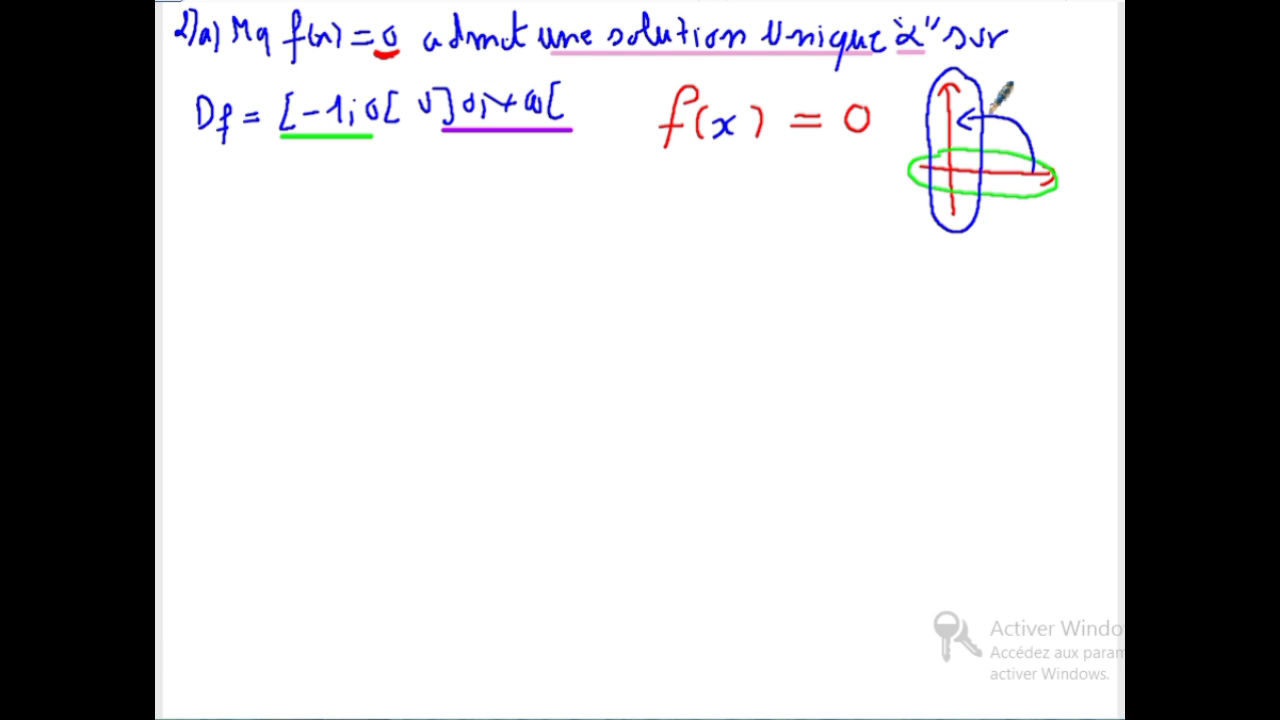 2)a) Mq f(x) = 0 admet une solution unique "α" sur
Df = [-1; 0[ ∪ ]0; +∞[
f(x) = 0
Activer Windo
Accédez aux param
activer Windows.